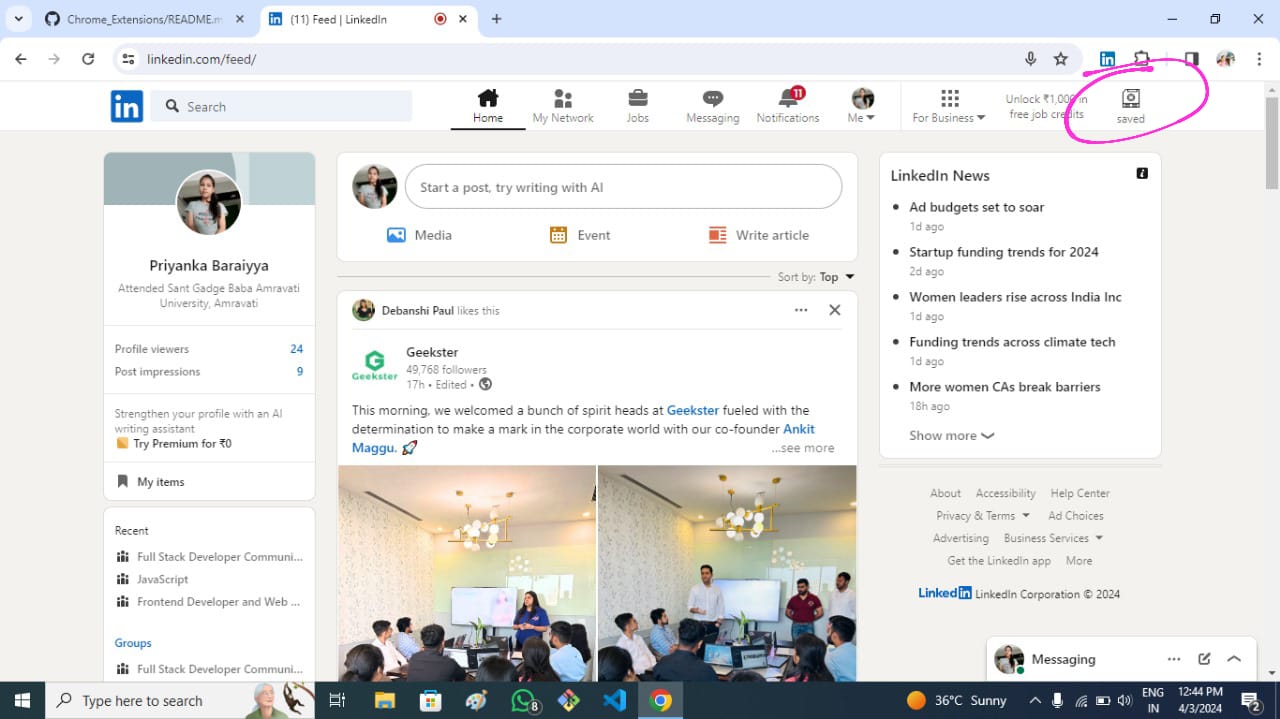 Chrome_Extensions/README.m
(11) Feed | LinkedIn
linkedin.com/feed/
in
Search
Home
My Network
Jobs
Messaging
11
Notifications
Me
For Business
Unlock ₹1,000 in
free job credits
saved
Priyanka Baraiyya
Attended Sant Gadge Baba Amravati
University, Amravati
Profile viewers 24
Post impressions 9
Strengthen your profile with an AI
writing assistant
Try Premium for ₹0
My items
Recent
Full Stack Developer Communi...
JavaScript
Frontend Developer and Web ...
Groups
Full Stack Developer Communi...
Start a post, try writing with AI
Media
Event
Write article
Sort by: Top
Debanshi Paul likes this
Geekster
Geekster
49,768 followers
17h • Edited •
This morning, we welcomed a bunch of spirit heads at Geekster fueled with the
determination to make a mark in the corporate world with our co-founder Ankit
Maggu. 🚀 ...see more
LinkedIn News
Ad budgets set to soar
1d ago
Startup funding trends for 2024
2d ago
Women leaders rise across India Inc
1d ago
Funding trends across climate tech
1d ago
More women CAs break barriers
18h ago
Show more
About Accessibility Help Center
Privacy & Terms Ad Choices
Advertising Business Services
Get the LinkedIn app More
LinkedIn LinkedIn Corporation © 2024
Messaging
Type here to search
8
36°C Sunny
ENG
IN
12:44 PM
4/3/2024
2